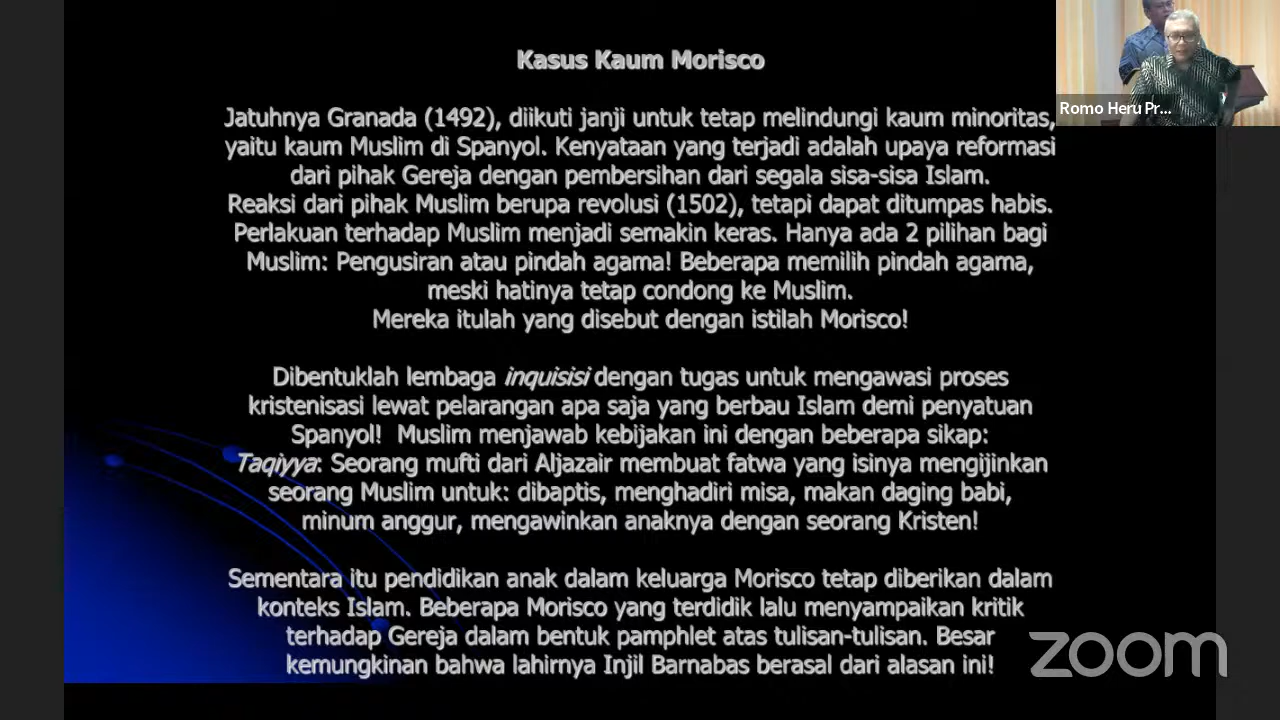 Kasus Kaum Morisco
Jatuhnya Granada (1492), diikuti janji untuk tetap melindungi kaum minoritas,
yaitu kaum Muslim di Spanyol. Kenyataan yang terjadi adalah upaya reformasi
dari pihak Gereja dengan pembersihan dari segala sisa-sisa Islam.
Reaksi dari pihak Muslim berupa revolusi (1502), tetapi dapat ditumpas habis.
Perlakuan terhadap Muslim menjadi semakin keras. Hanya ada 2 pilihan bagi
Muslim: Pengusiran atau pindah agama! Beberapa memilih pindah agama,
meski hatinya tetap condong ke Muslim.
Mereka itulah yang disebut dengan istilah Morisco!
Dibentuklah lembaga inquisisi dengan tugas untuk mengawasi proses
kristenisasi lewat pelarangan apa saja yang berbau Islam demi penyatuan
Spanyol! Muslim menjawab kebijakan ini dengan beberapa sikap:
Taqiyya: Seorang mufti dari Aljazair membuat fatwa yang isinya mengijinkan
seorang Muslim untuk: dibaptis, menghadiri misa, makan daging babi,
minum anggur, mengawinkan anaknya dengan seorang Kristen!
Sementara itu pendidikan anak dalam keluarga Morisco tetap diberikan dalam
konteks Islam. Beberapa Morisco yang terdidik lalu menyampaikan kritik
terhadap Gereja dalam bentuk pamphlet atas tulisan-tulisan. Besar
kemungkinan bahwa lahirnya Injil Barnabas berasal dari alasan ini!
Romo Heru Pr...
zoom